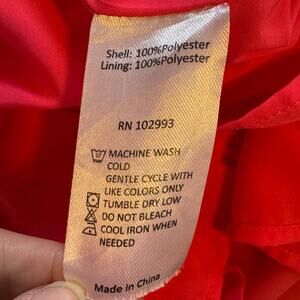 Shell: 100%Polyester
Lining: 100%Polyester
RN 102993
MACHINE WASH
COLD
GENTLE CYCLE WITH
LIKE COLORS ONLY
TUMBLE DRY LOW
DO NOT BLEACH
COOL IRON WHEN
NEEDED
Made in China